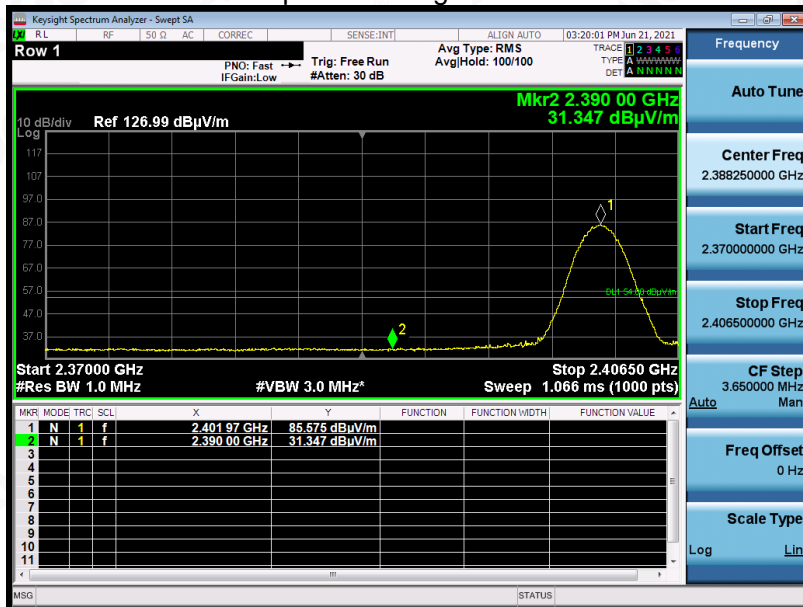 Keysight Spectrum Analyzer - Swept SA
LXI RL RF 50 Ω AC CORREC SENSE:INT ALIGN AUTO 03:20:01 PM Jun 21, 2021
Row 1
PNO: Fast
IFGain:Low
Trig: Free Run
#Atten: 30 dB
Avg Type: RMS
Avg|Hold: 100/100
TRACE 1 2 3 4 5 6
TYPE A WWWWW
DET A N N N N N
Mkr2 2.390 00 GHz
31.347 dBµV/m
10 dB/div Ref 126.99 dBµV/m
Log
117
107
97.0
87.0
77.0
67.0
57.0
47.0
37.0
1
2
DL1 54.00 dBµV/m
Start 2.37000 GHz Stop 2.40650 GHz
#Res BW 1.0 MHz #VBW 3.0 MHz* Sweep 1.066 ms (1000 pts)
MKR MODE TRC SCL X Y FUNCTION FUNCTION WIDTH FUNCTION VALUE
1 N 1 f 2.401 97 GHz 85.575 dBµV/m
2 N 1 f 2.390 00 GHz 31.347 dBµV/m
3
4
5
6
7
8
9
10
11
MSG STATUS
Frequency
Auto Tune
Center Freq
2.388250000 GHz
Start Freq
2.370000000 GHz
Stop Freq
2.406500000 GHz
CF Step
3.650000 MHz
Auto Man
Freq Offset
0 Hz
Scale Type
Log Lin